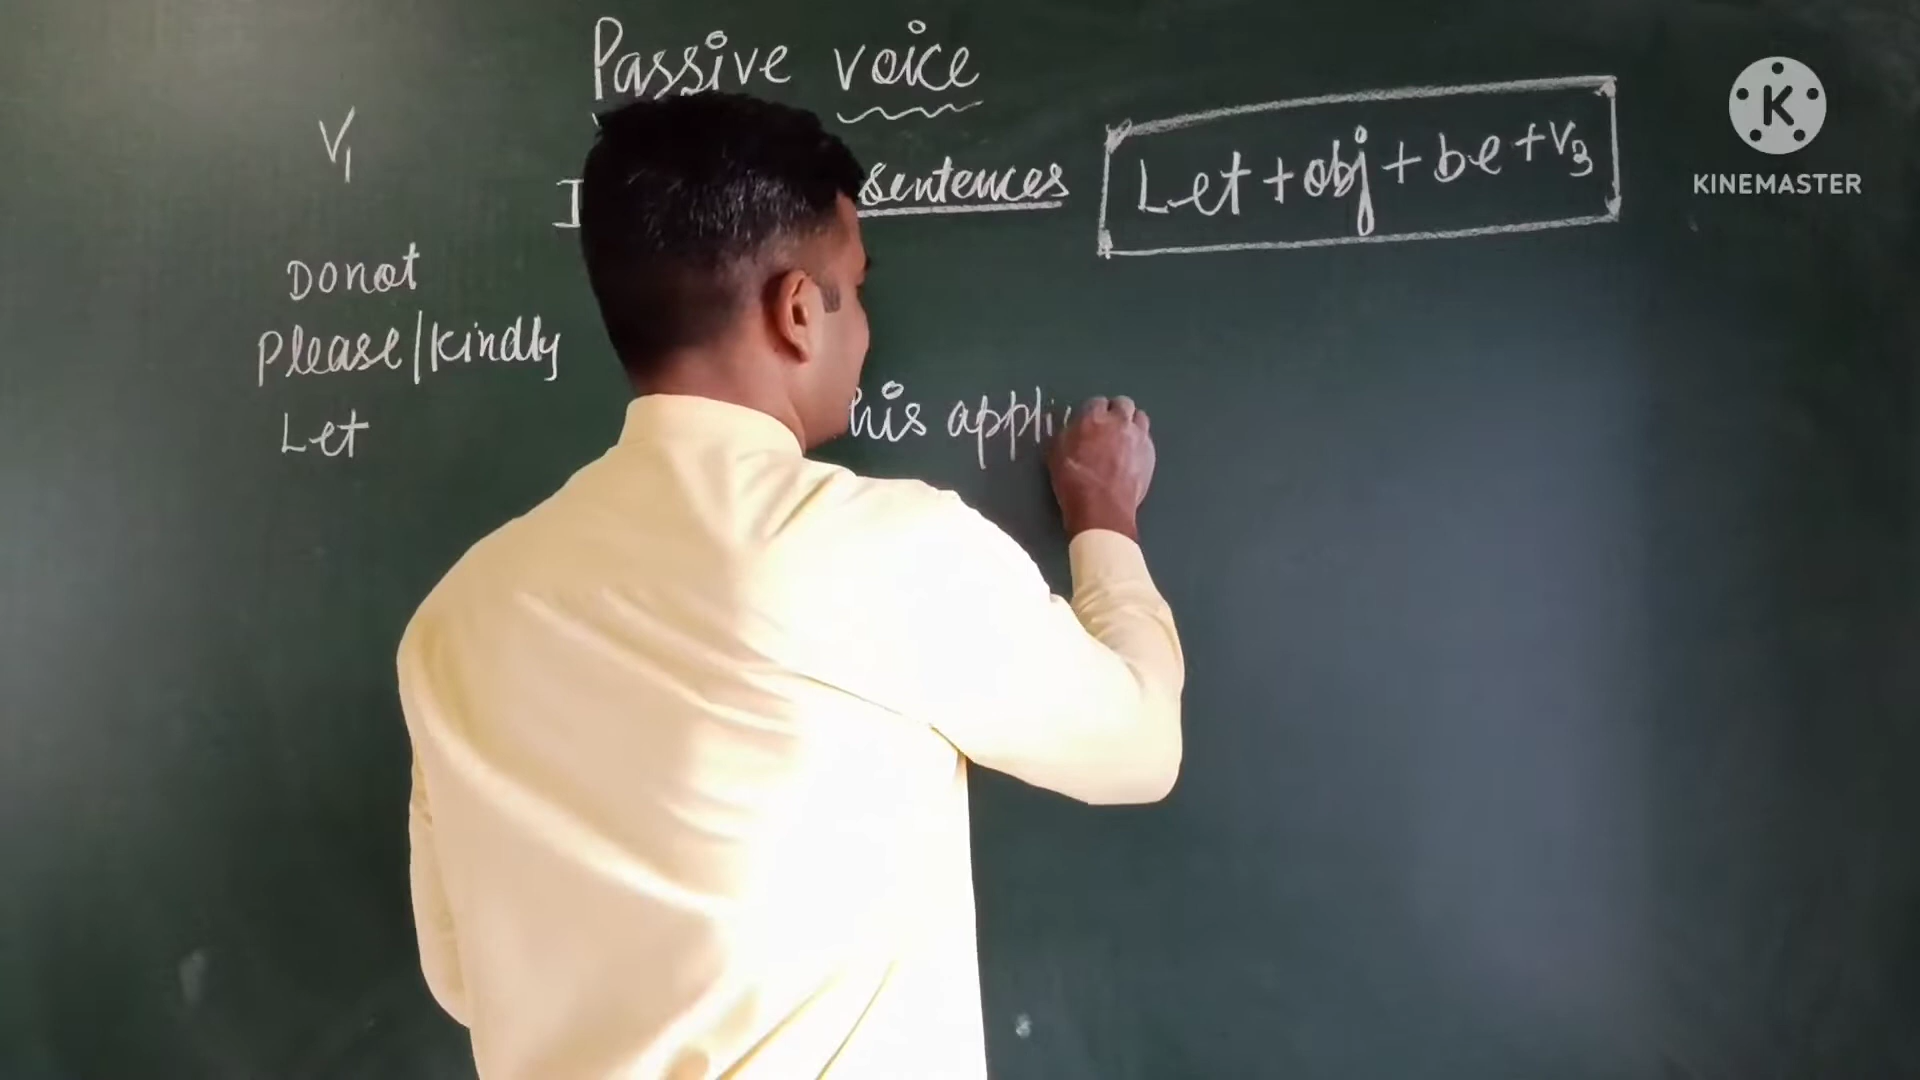 Passive voice
V1
sentences
Let + obj + be + V3
K
KINEMASTER
Donot
Please/Kindly
Let
his appli